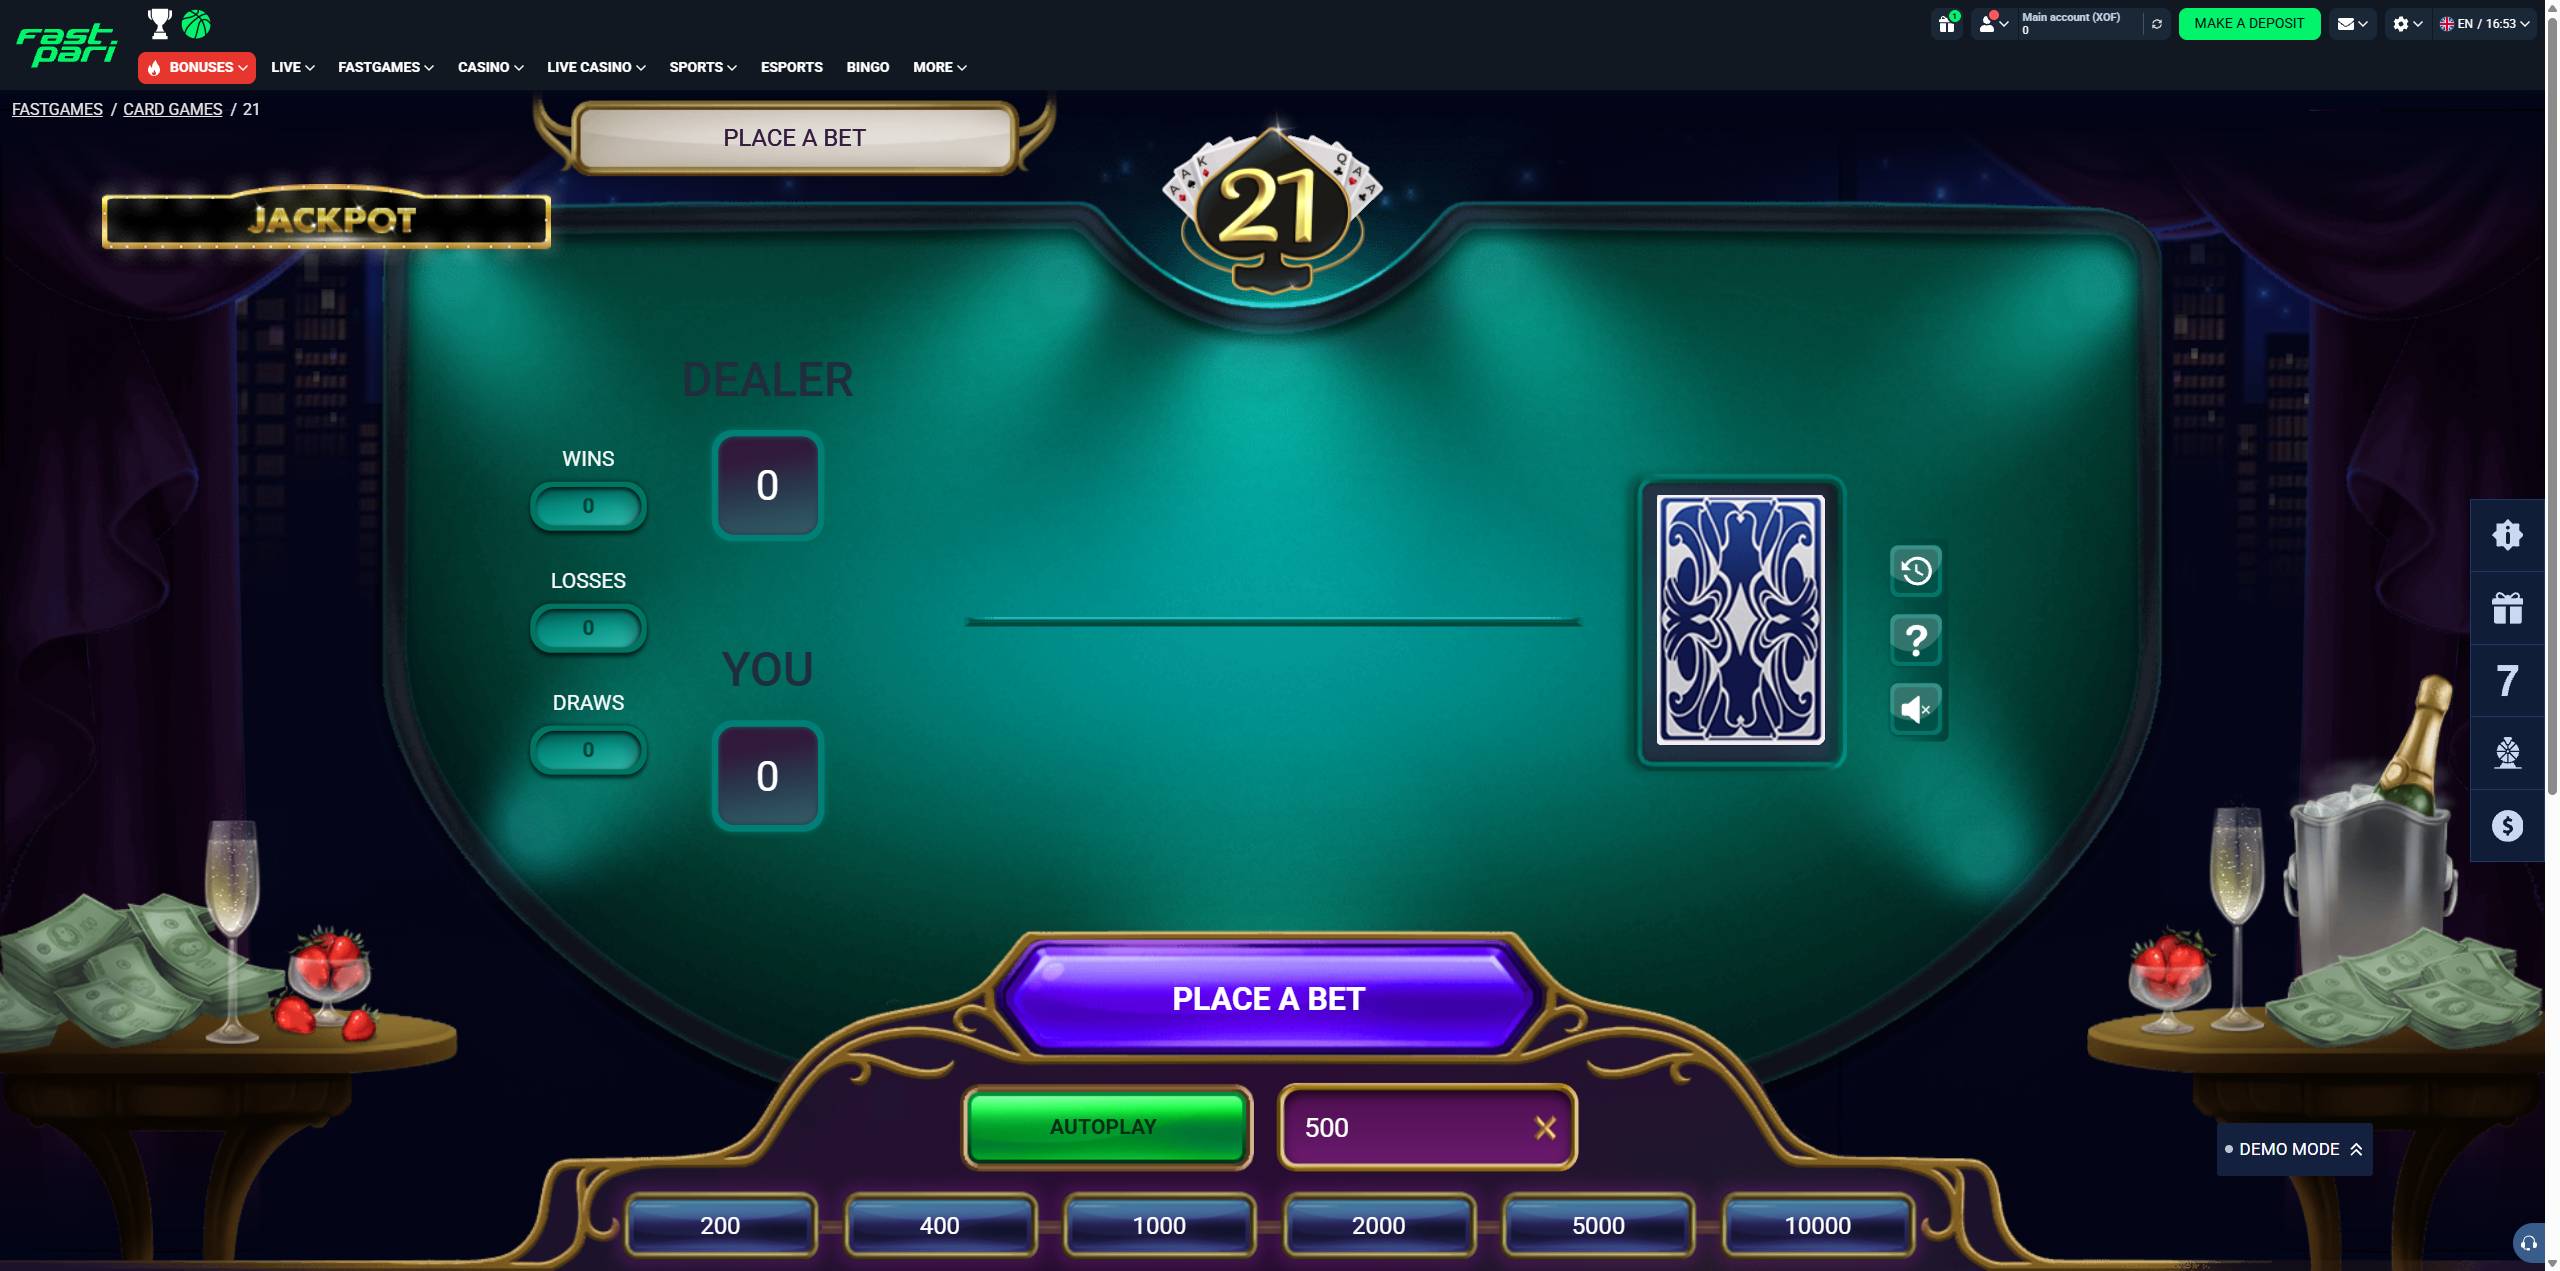 fast pari
BONUSES
LIVE
FASTGAMES
CASINO
LIVE CASINO
SPORTS
ESPORTS
BINGO
MORE
1
Main account (XOF)
0
MAKE A DEPOSIT
EN / 16:53
FASTGAMES / CARD GAMES / 21
PLACE A BET
JACKPOT
A A K 21 Q A A
DEALER
0
WINS
0
LOSSES
0
YOU
0
DRAWS
0
?
7
$
PLACE A BET
AUTOPLAY
500
DEMO MODE
200
400
1000
2000
5000
10000